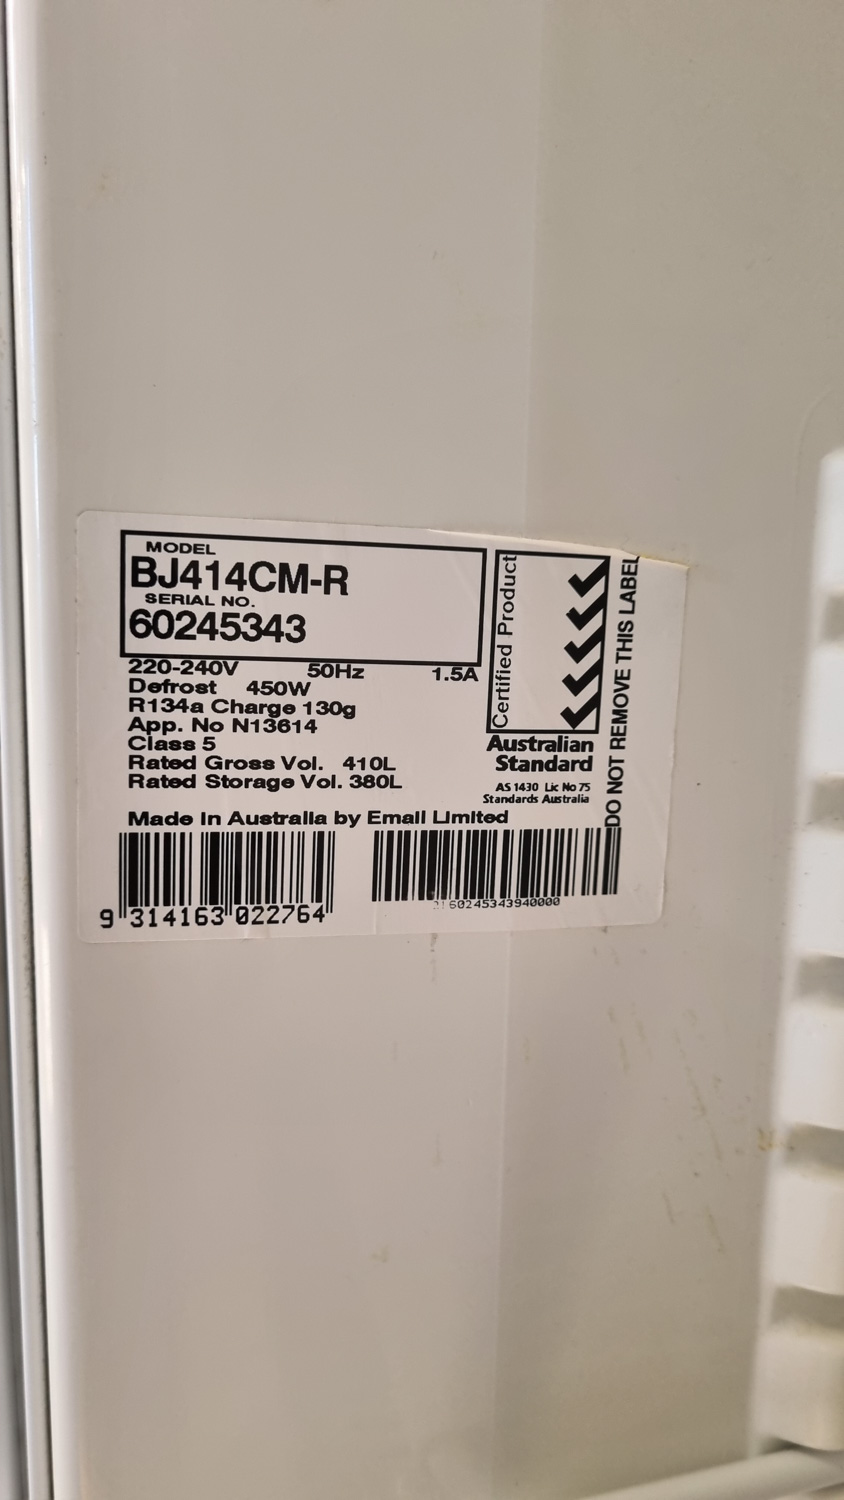 MODEL
BJ414CM-R
SERIAL NO.
60245343
220-240V 50Hz 1.5A
Defrost 450W
R134a Charge 130g
App. No N13614
Class 5
Rated Gross Vol. 410L
Rated Storage Vol. 380L
Made in Australia by Email Limited
Certified Product
Australian
Standard
AS 1430 Lic No 75
Standards Australia
DO NOT REMOVE THIS LABEL
9 314163 022764
60245343940000